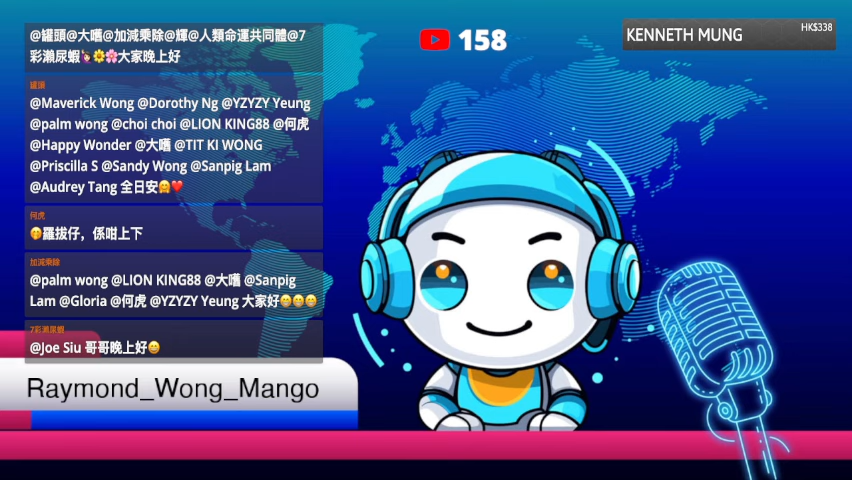 @罐頭@大嚿@加減乘除@輝@人類命運共同體@7
彩瀨尿蝦🙇🏻‍♀️🌼🌸大家晚上好
罐頭
@Maverick Wong @Dorothy Ng @YZYZY Yeung
@palm wong @choi choi @LION KING88 @何虎
@Happy Wonder @大嚿 @TIT KI WONG
@Priscilla S @Sandy Wong @Sanpig Lam
@Audrey Tang 全日安🤗❤️
何虎
🤭羅拔仔，係咁上下
加減乘除
@palm wong @LION KING88 @大嚿 @Sanpig
Lam @Gloria @何虎 @YZYZY Yeung 大家好😁😁😁
7彩瀨尿蝦
@Joe Siu 哥哥晚上好😁
Raymond_Wong_Mango
158
KENNETH MUNG
HK$338